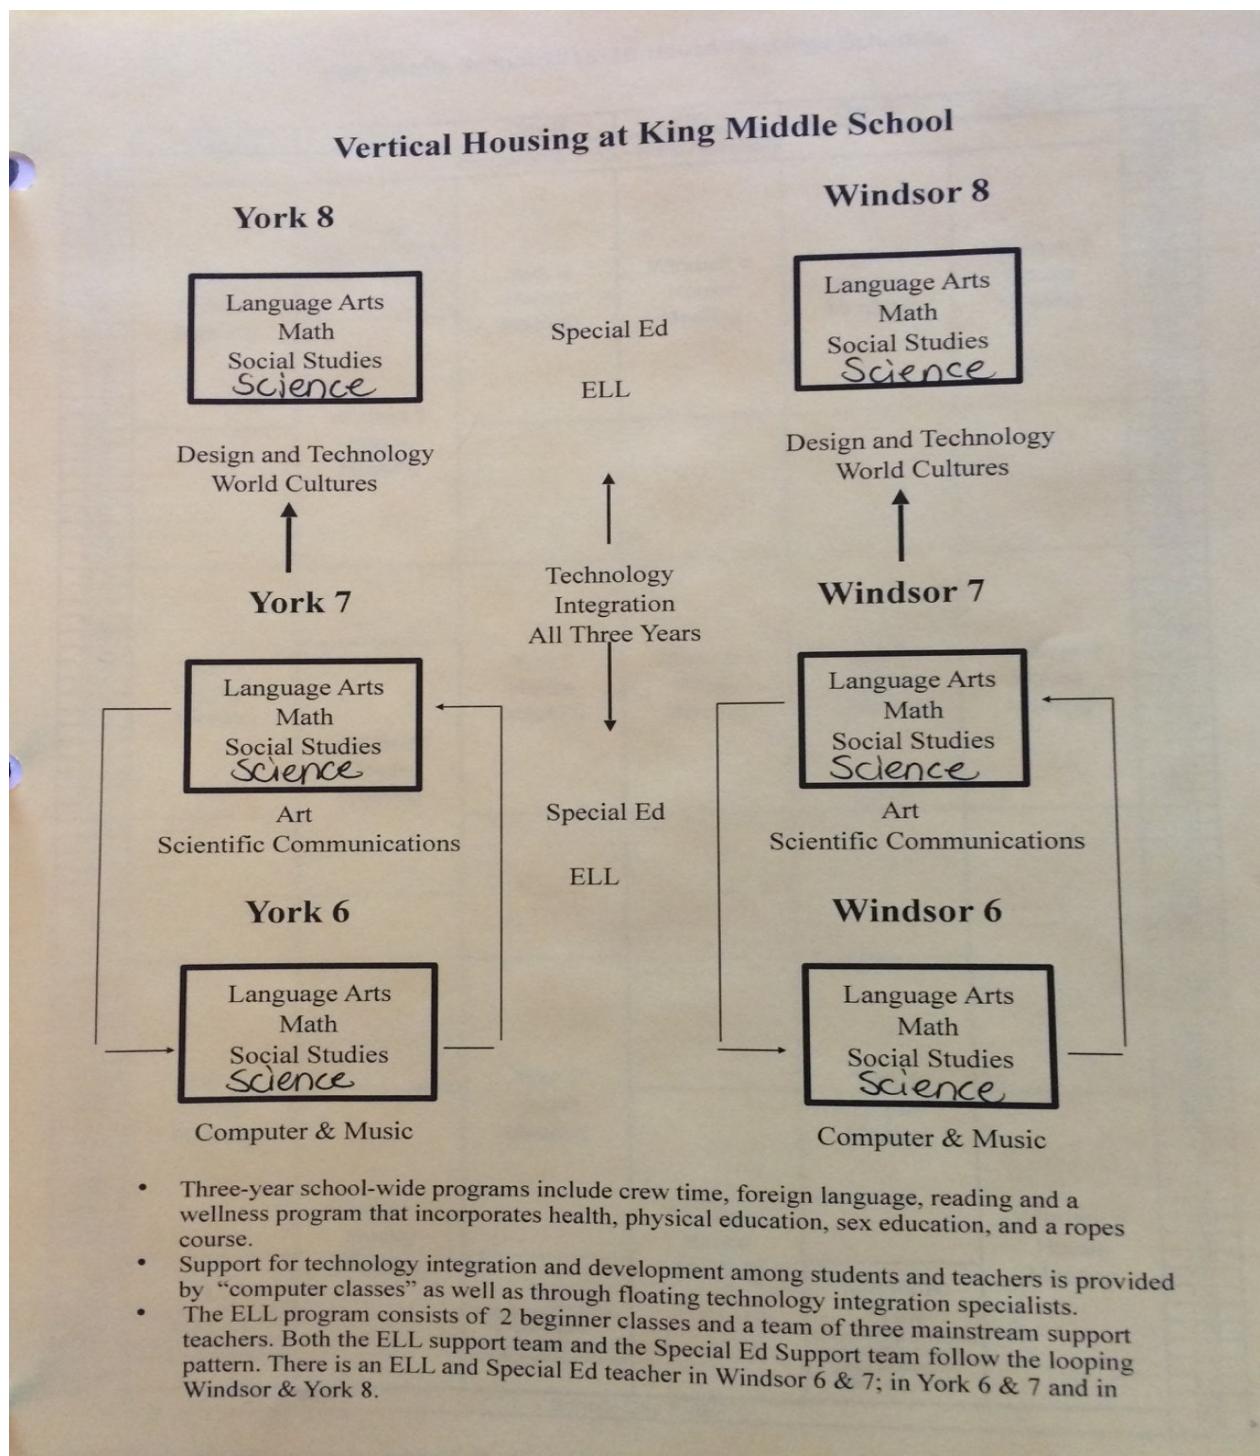 Vertical Housing at King Middle School
York 8
Language Arts
Math
Social Studies
Science
Design and Technology
World Cultures
Special Ed
ELL
Windsor 8
Language Arts
Math
Social Studies
Science
Design and Technology
World Cultures
Technology
Integration
All Three Years
York 7
Language Arts
Math
Social Studies
Science
Art
Scientific Communications
Special Ed
ELL
Windsor 7
Language Arts
Math
Social Studies
Science
Art
Scientific Communications
York 6
Language Arts
Math
Social Studies
Science
Computer & Music
Windsor 6
Language Arts
Math
Social Studies
Science
Computer & Music
• Three-year school-wide programs include crew time, foreign language, reading and a
wellness program that incorporates health, physical education, sex education, and a ropes
course.
• Support for technology integration and development among students and teachers is provided
by “computer classes” as well as through floating technology integration specialists.
• The ELL program consists of 2 beginner classes and a team of three mainstream support
teachers. Both the ELL support team and the Special Ed Support team follow the looping
pattern. There is an ELL and Special Ed teacher in Windsor 6 & 7; in York 6 & 7 and in
Windsor & York 8.